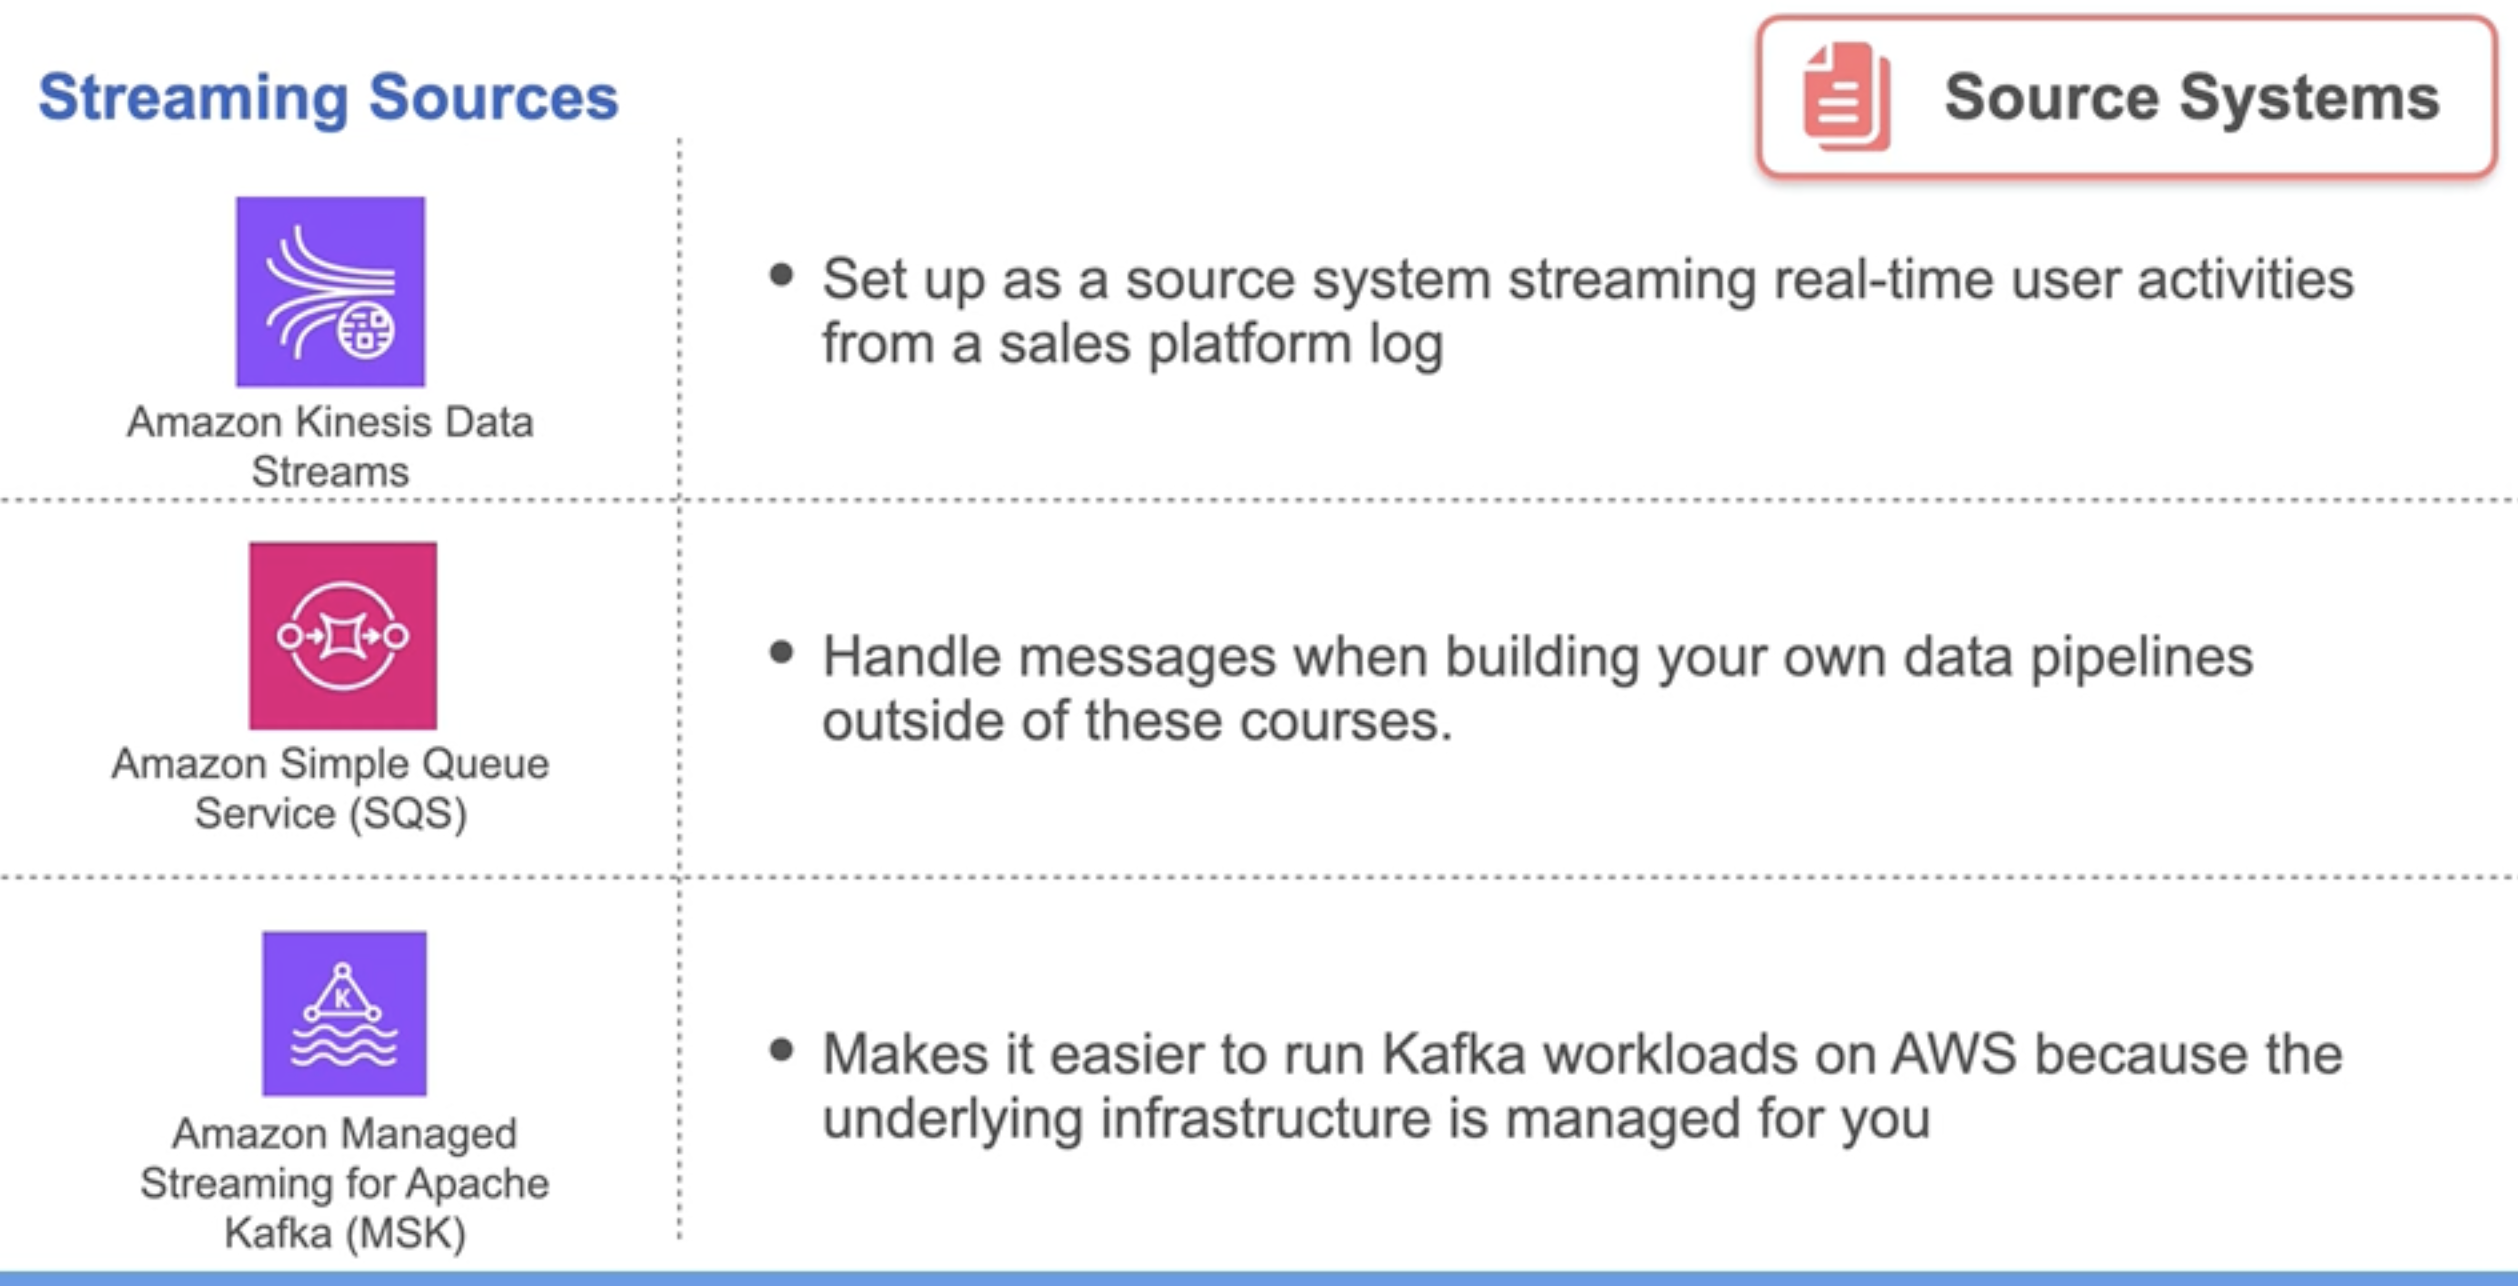 Streaming Sources
Source Systems
Amazon Kinesis Data
Streams
• Set up as a source system streaming real-time user activities
from a sales platform log
Amazon Simple Queue
Service (SQS)
• Handle messages when building your own data pipelines
outside of these courses.
K
Amazon Managed
Streaming for Apache
Kafka (MSK)
• Makes it easier to run Kafka workloads on AWS because the
underlying infrastructure is managed for you